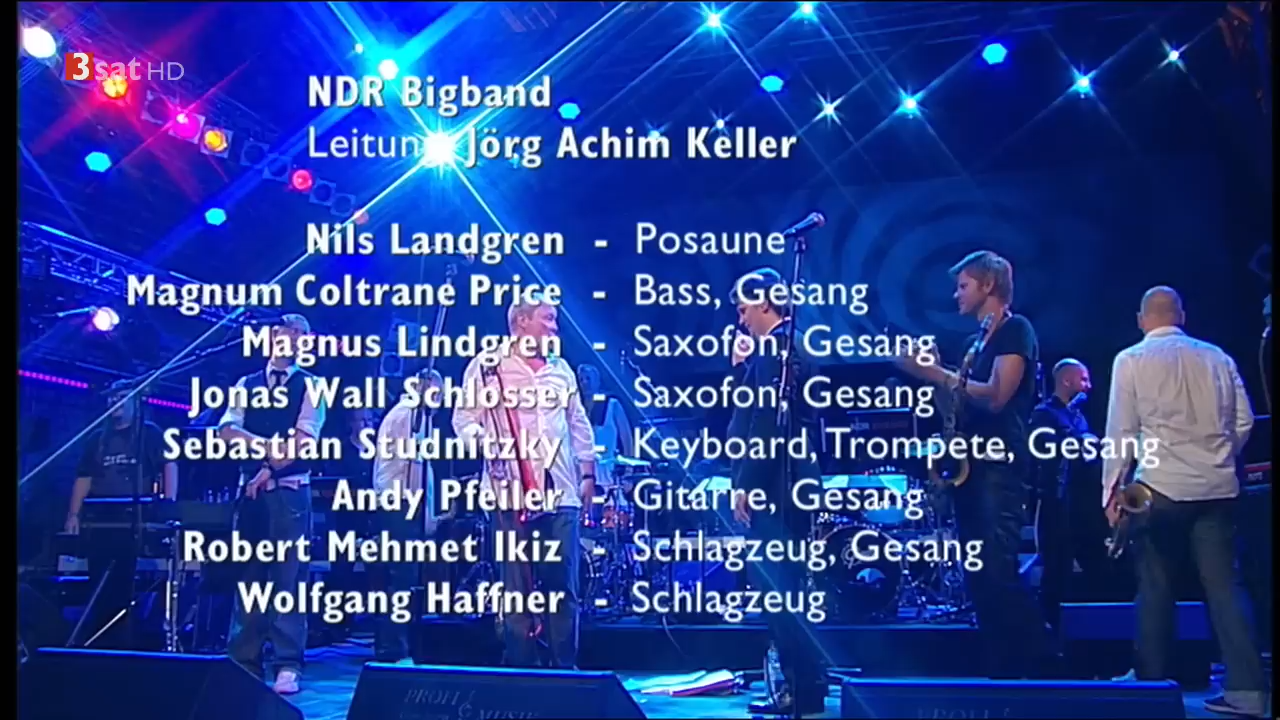 3sat HD
NDR Bigband
Leitung Jörg Achim Keller
Nils Landgren - Posaune
Magnum Coltrane Price - Bass, Gesang
Magnus Lindgren - Saxofon, Gesang
Jonas Wall Schlösser - Saxofon, Gesang
Sebastian Studnitzky - Keyboard, Trompete, Gesang
Andy Pfeiler - Gitarre, Gesang
Robert Mehmet Ikiz - Schlagzeug, Gesang
Wolfgang Haffner - Schlagzeug